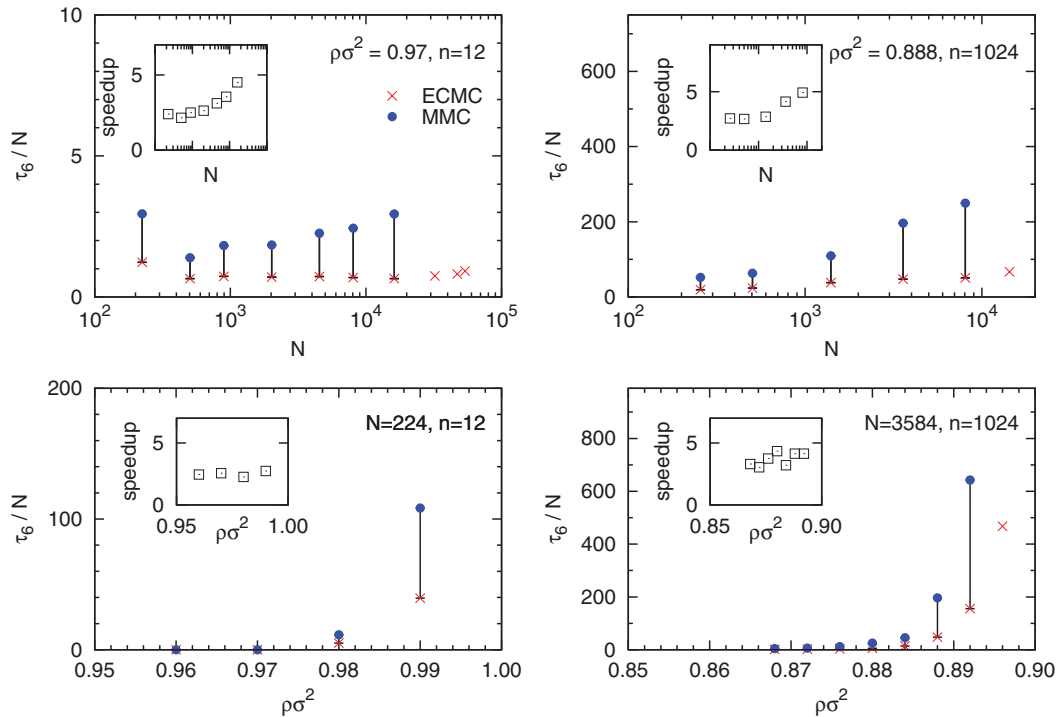 10
ρσ² = 0.97, n=12
speedup
5
0
N
ECMC
MMC
τ₆ / N
5
0
10² 10³ 10⁴ 10⁵
N
ρσ² = 0.888, n=1024
speedup
5
0
N
τ₆ / N
600
400
200
0
10² 10³ 10⁴
N
200
N=224, n=12
speedup
5
0
0.95 1.00
ρσ²
τ₆ / N
100
0
0.95 0.96 0.97 0.98 0.99 1.00
ρσ²
N=3584, n=1024
speedup
5
0
0.85 0.90
ρσ²
τ₆ / N
800
600
400
200
0
0.85 0.86 0.87 0.88 0.89 0.90
ρσ²